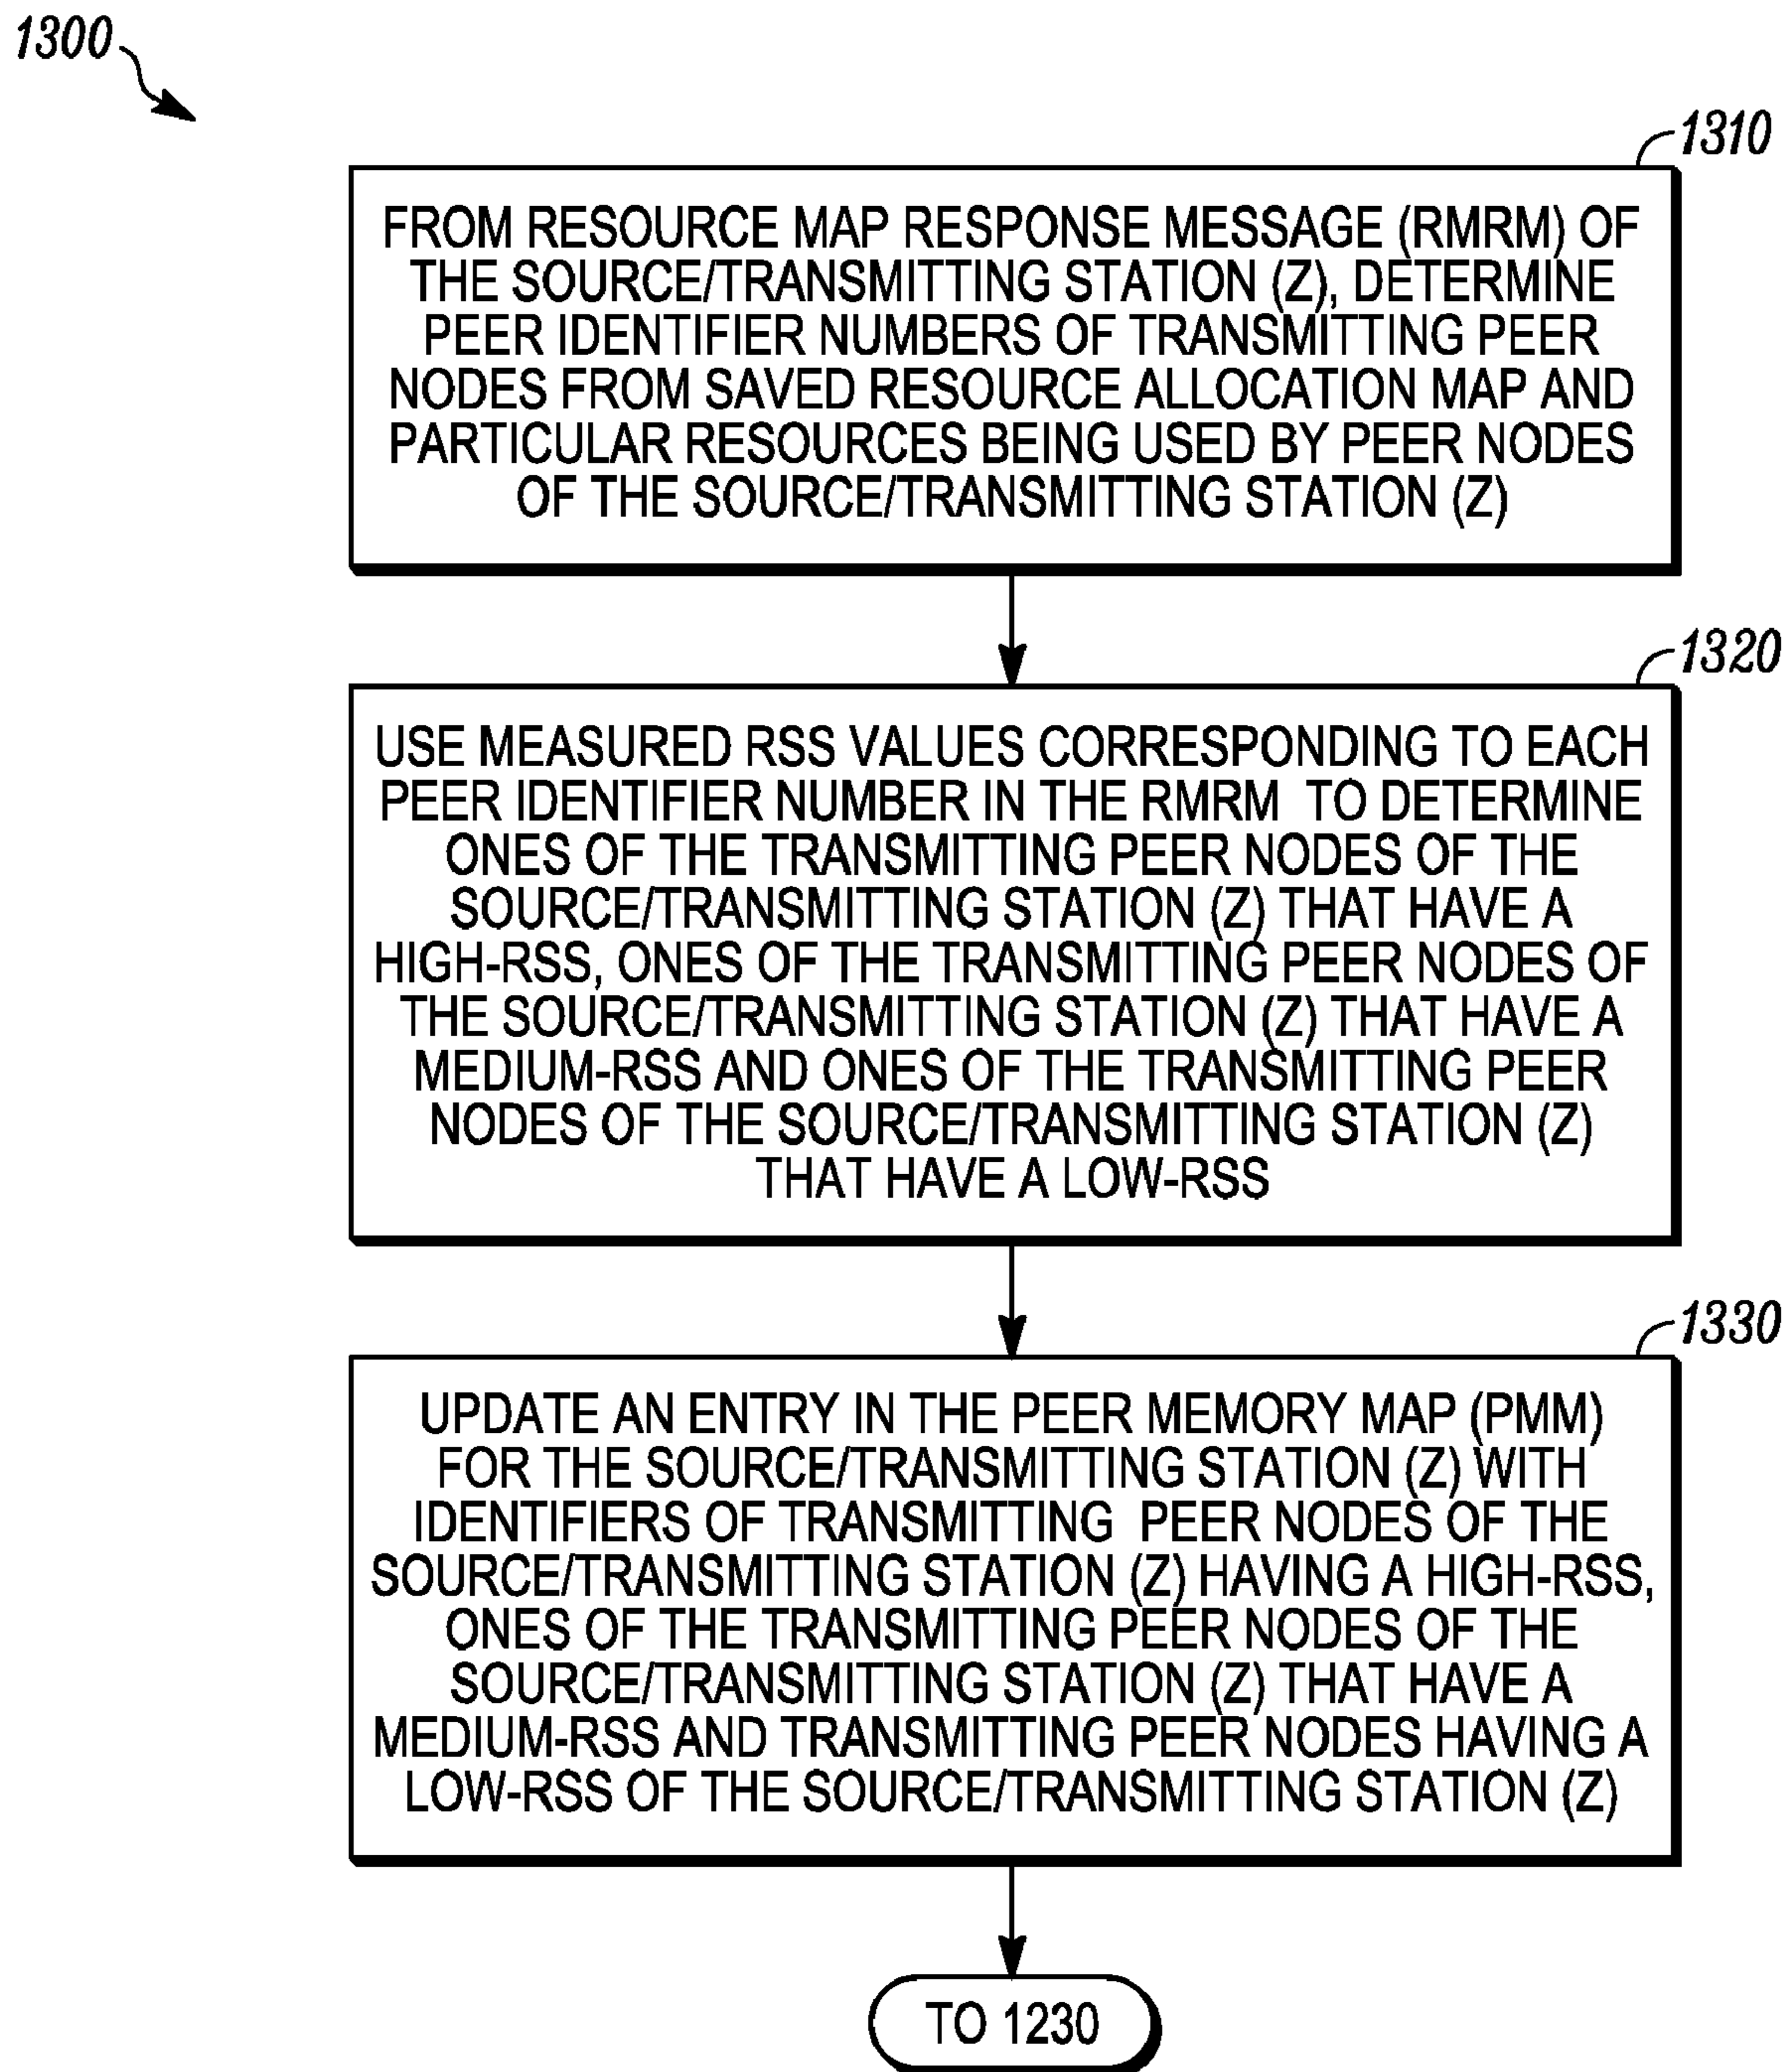 1300
1310
FROM RESOURCE MAP RESPONSE MESSAGE (RMRM) OF
THE SOURCE/TRANSMITTING STATION (Z), DETERMINE
PEER IDENTIFIER NUMBERS OF TRANSMITTING PEER
NODES FROM SAVED RESOURCE ALLOCATION MAP AND
PARTICULAR RESOURCES BEING USED BY PEER NODES
OF THE SOURCE/TRANSMITTING STATION (Z)
1320
USE MEASURED RSS VALUES CORRESPONDING TO EACH
PEER IDENTIFIER NUMBER IN THE RMRM TO DETERMINE
ONES OF THE TRANSMITTING PEER NODES OF THE
SOURCE/TRANSMITTING STATION (Z) THAT HAVE A
HIGH-RSS, ONES OF THE TRANSMITTING PEER NODES OF
THE SOURCE/TRANSMITTING STATION (Z) THAT HAVE A
MEDIUM-RSS AND ONES OF THE TRANSMITTING PEER
NODES OF THE SOURCE/TRANSMITTING STATION (Z)
THAT HAVE A LOW-RSS
1330
UPDATE AN ENTRY IN THE PEER MEMORY MAP (PMM)
FOR THE SOURCE/TRANSMITTING STATION (Z) WITH
IDENTIFIERS OF TRANSMITTING PEER NODES OF THE
SOURCE/TRANSMITTING STATION (Z) HAVING A HIGH-RSS,
ONES OF THE TRANSMITTING PEER NODES OF THE
SOURCE/TRANSMITTING STATION (Z) THAT HAVE A
MEDIUM-RSS AND TRANSMITTING PEER NODES HAVING A
LOW-RSS OF THE SOURCE/TRANSMITTING STATION (Z)
TO 1230